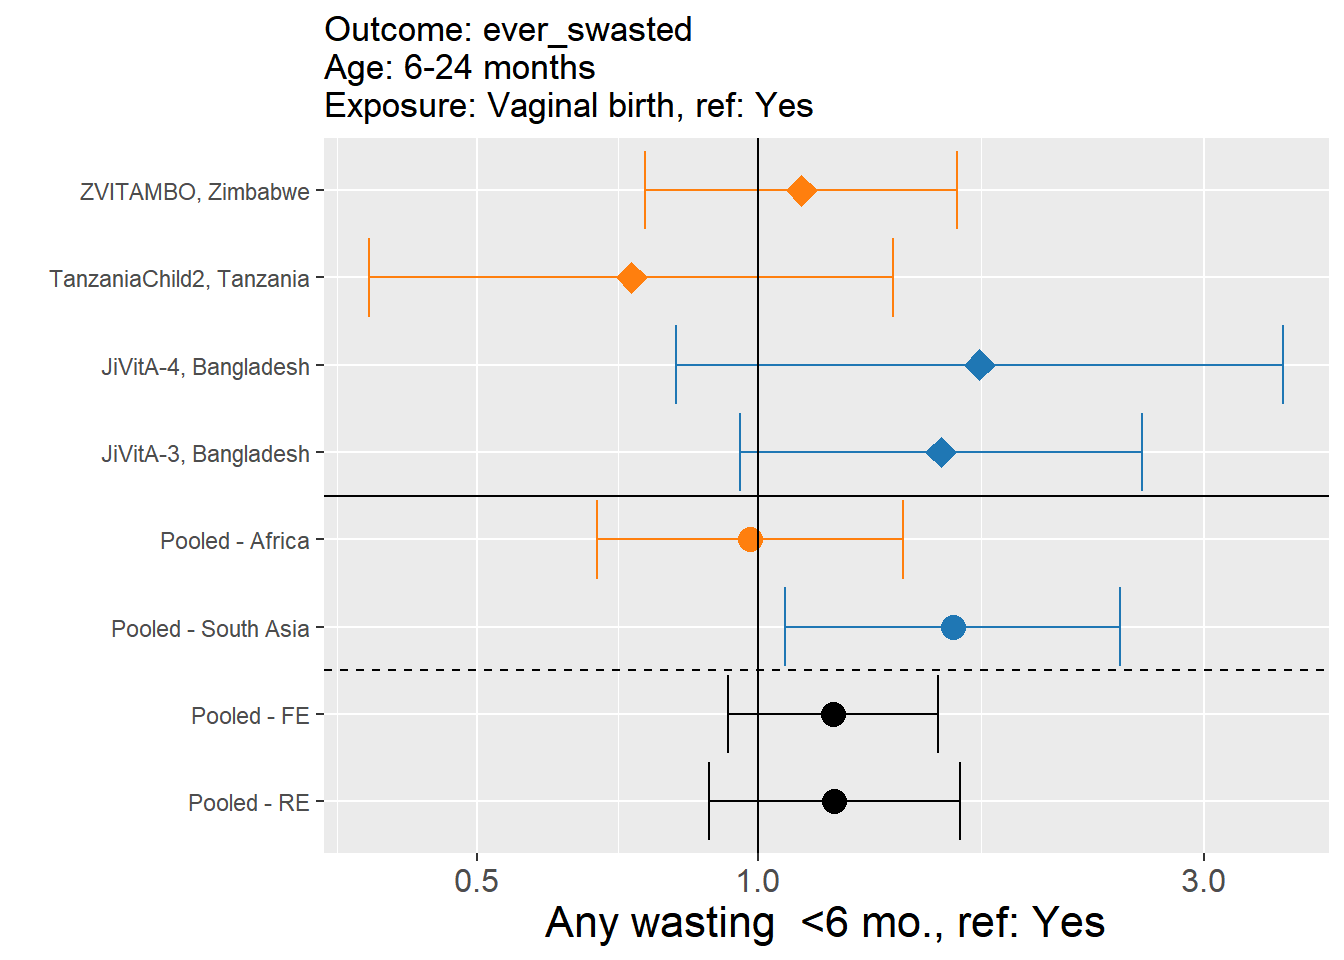 Outcome: ever_swasted
Age: 6-24 months
Exposure: Vaginal birth, ref: Yes
ZVITAMBO, Zimbabwe
TanzaniaChild2, Tanzania
JiVitA-4, Bangladesh
JiVitA-3, Bangladesh
Pooled - Africa
Pooled - South Asia
Pooled - FE
Pooled - RE
0.5 1.0 3.0
Any wasting  <6 mo., ref: Yes